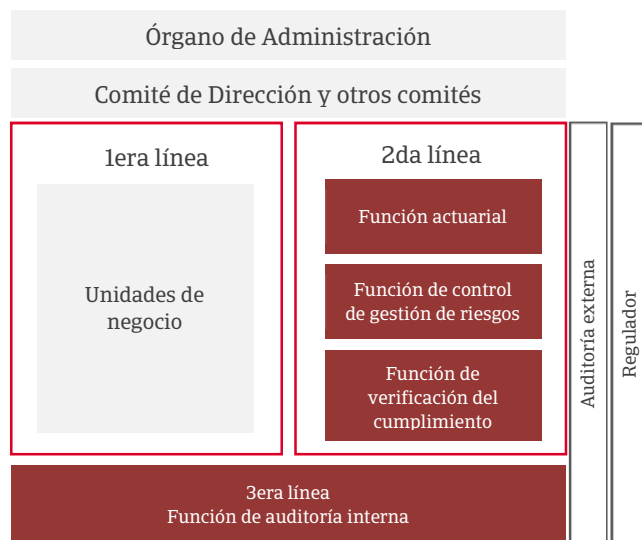 Órgano de Administración
Comité de Dirección y otros comités
1era línea
Unidades de
negocio
2da línea
Función actuarial
Función de control
de gestión de riesgos
Función de
verificación del
cumplimiento
3era línea
Función de auditoría interna
Auditoría externa
Regulador